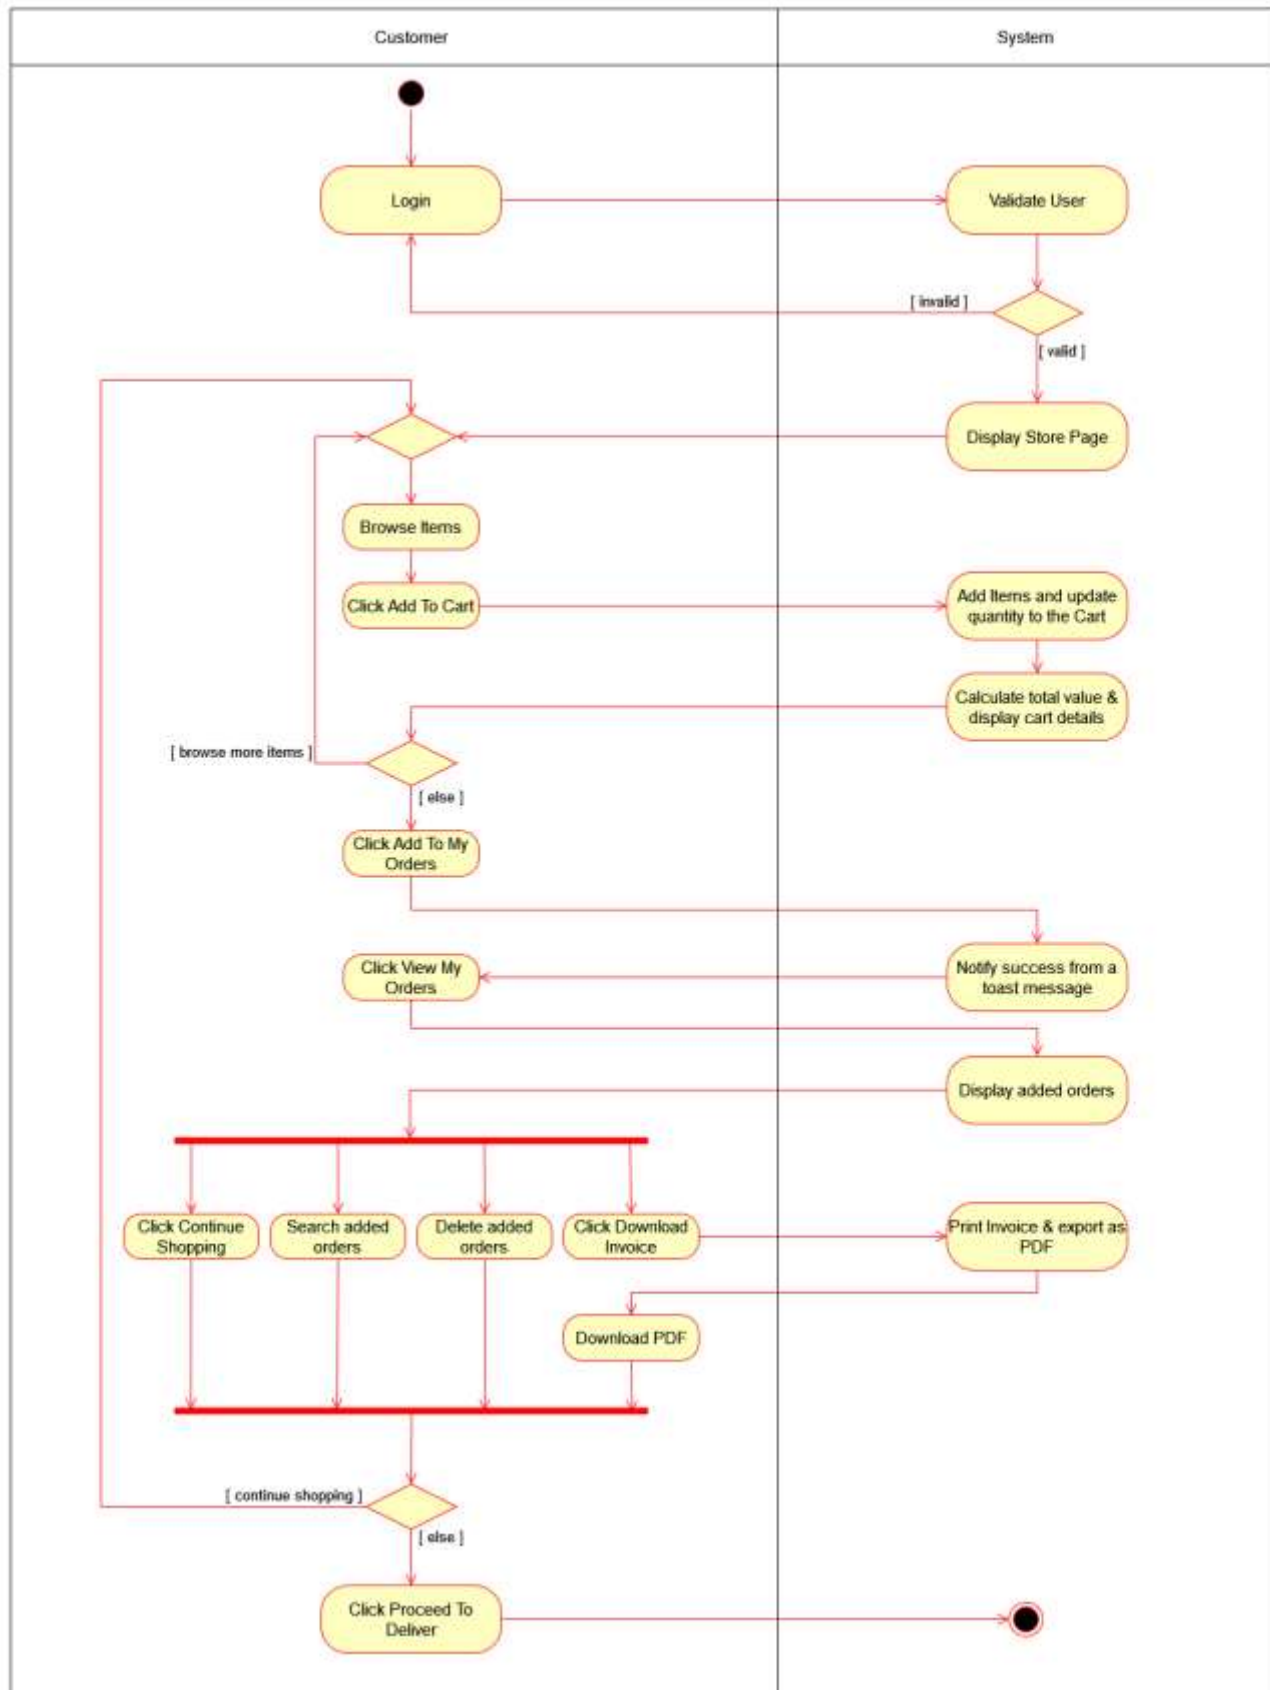 Customer
System
Login
Validate User
[ invalid ]
[ valid ]
Display Store Page
Browse Items
Click Add To Cart
Add Items and update
quantity to the Cart
Calculate total value &
display cart details
[ browse more items ]
[ else ]
Click Add To My
Orders
Click View My
Orders
Notify success from a
toast message
Display added orders
Click Continue
Shopping
Search added
orders
Delete added
orders
Click Download
Invoice
Print Invoice & export as
PDF
Download PDF
[ continue shopping ]
[ else ]
Click Proceed To
Deliver